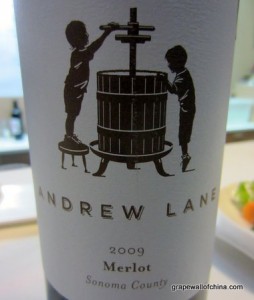 ANDREW LANE
2009
Merlot
Sonoma County
grapewallofchina.com